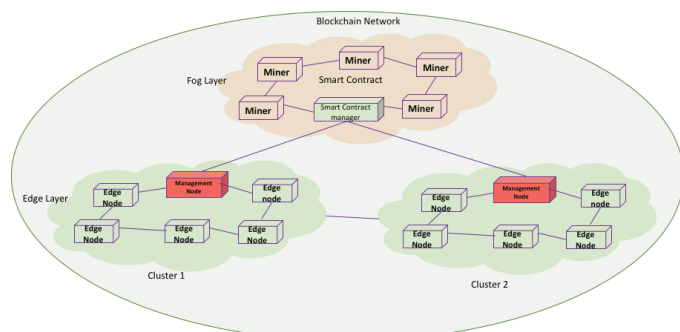 Blockchain Network
Miner
Miner
Miner
Fog Layer
Smart Contract
Miner
Smart Contract
manager
Miner
Management
Node
Edge
Node
Edge
node
Edge Layer
Edge
Node
Edge
Node
Edge
Node
Cluster 1
Management
Node
Edge
Node
Edge
node
Edge
Node
Edge
Node
Edge
Node
Cluster 2